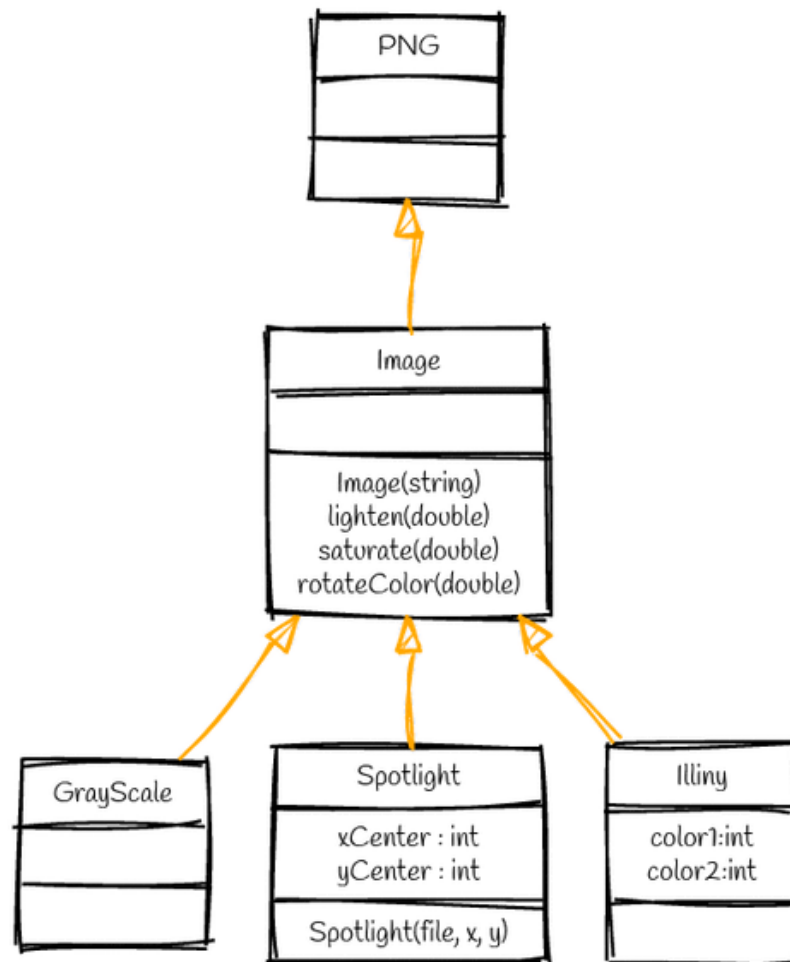 PNG
Image
Image(string)
lighten(double)
saturate(double)
rotateColor(double)
GrayScale
Spotlight
xCenter : int
yCenter : int
Spotlight(file, x, y)
Illiny
color1:int
color2:int